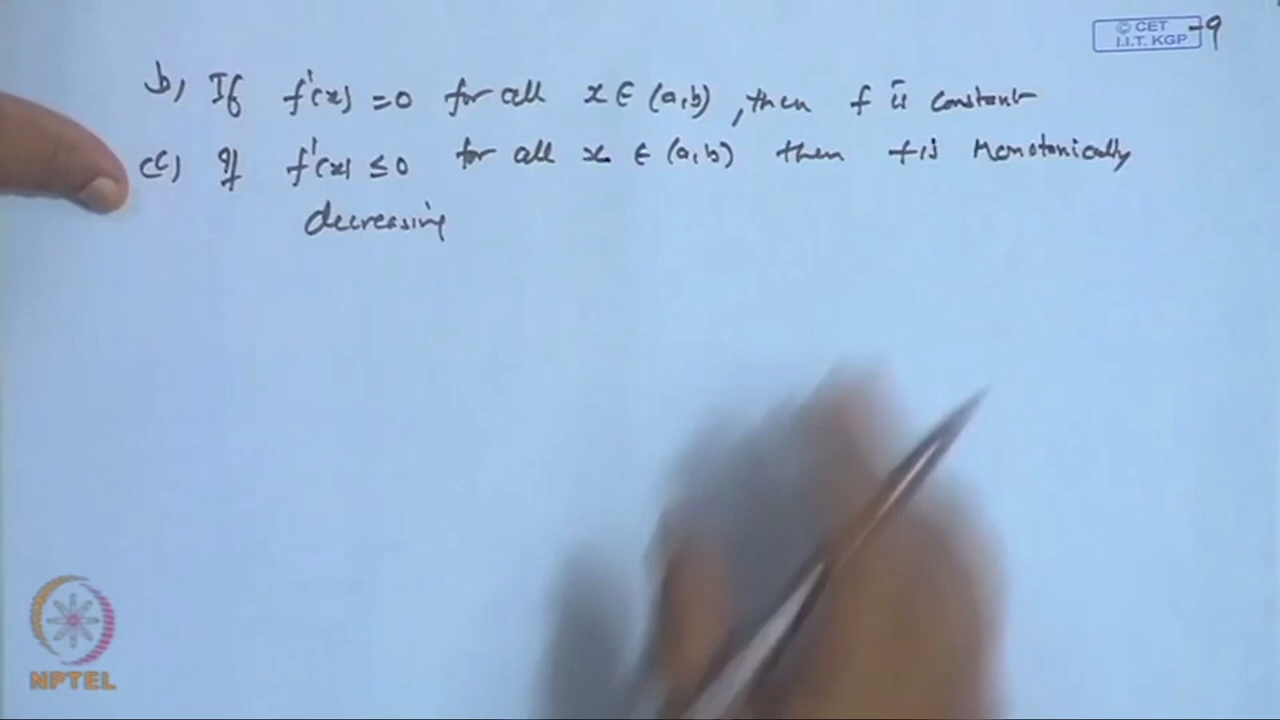 © CET
I.I.T. KGP
-9
b) If f'(x) = 0 for all x ∈ (a,b), then f is constant
(c) If f'(x) ≤ 0 for all x ∈ (a,b) then f is Monotonically
decreasing
NPTEL